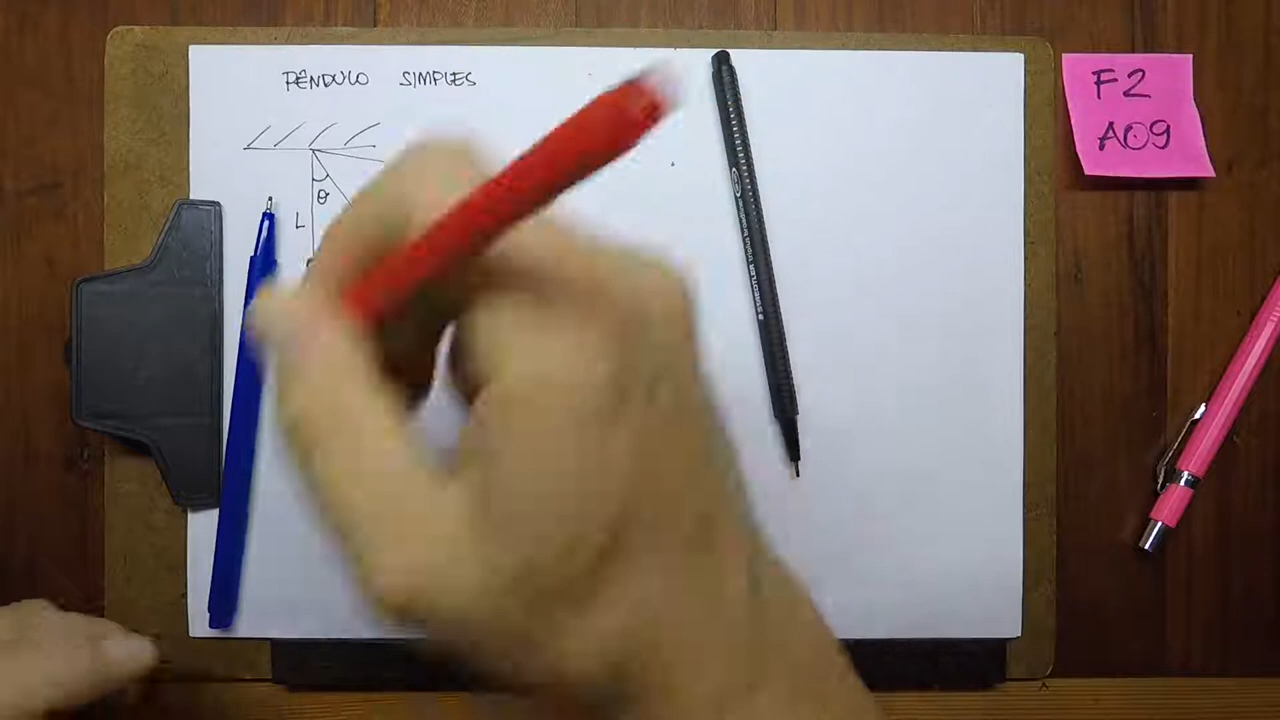 PÊNDULO SIMPLES
θ
L
F2
A09
STAEDTLER